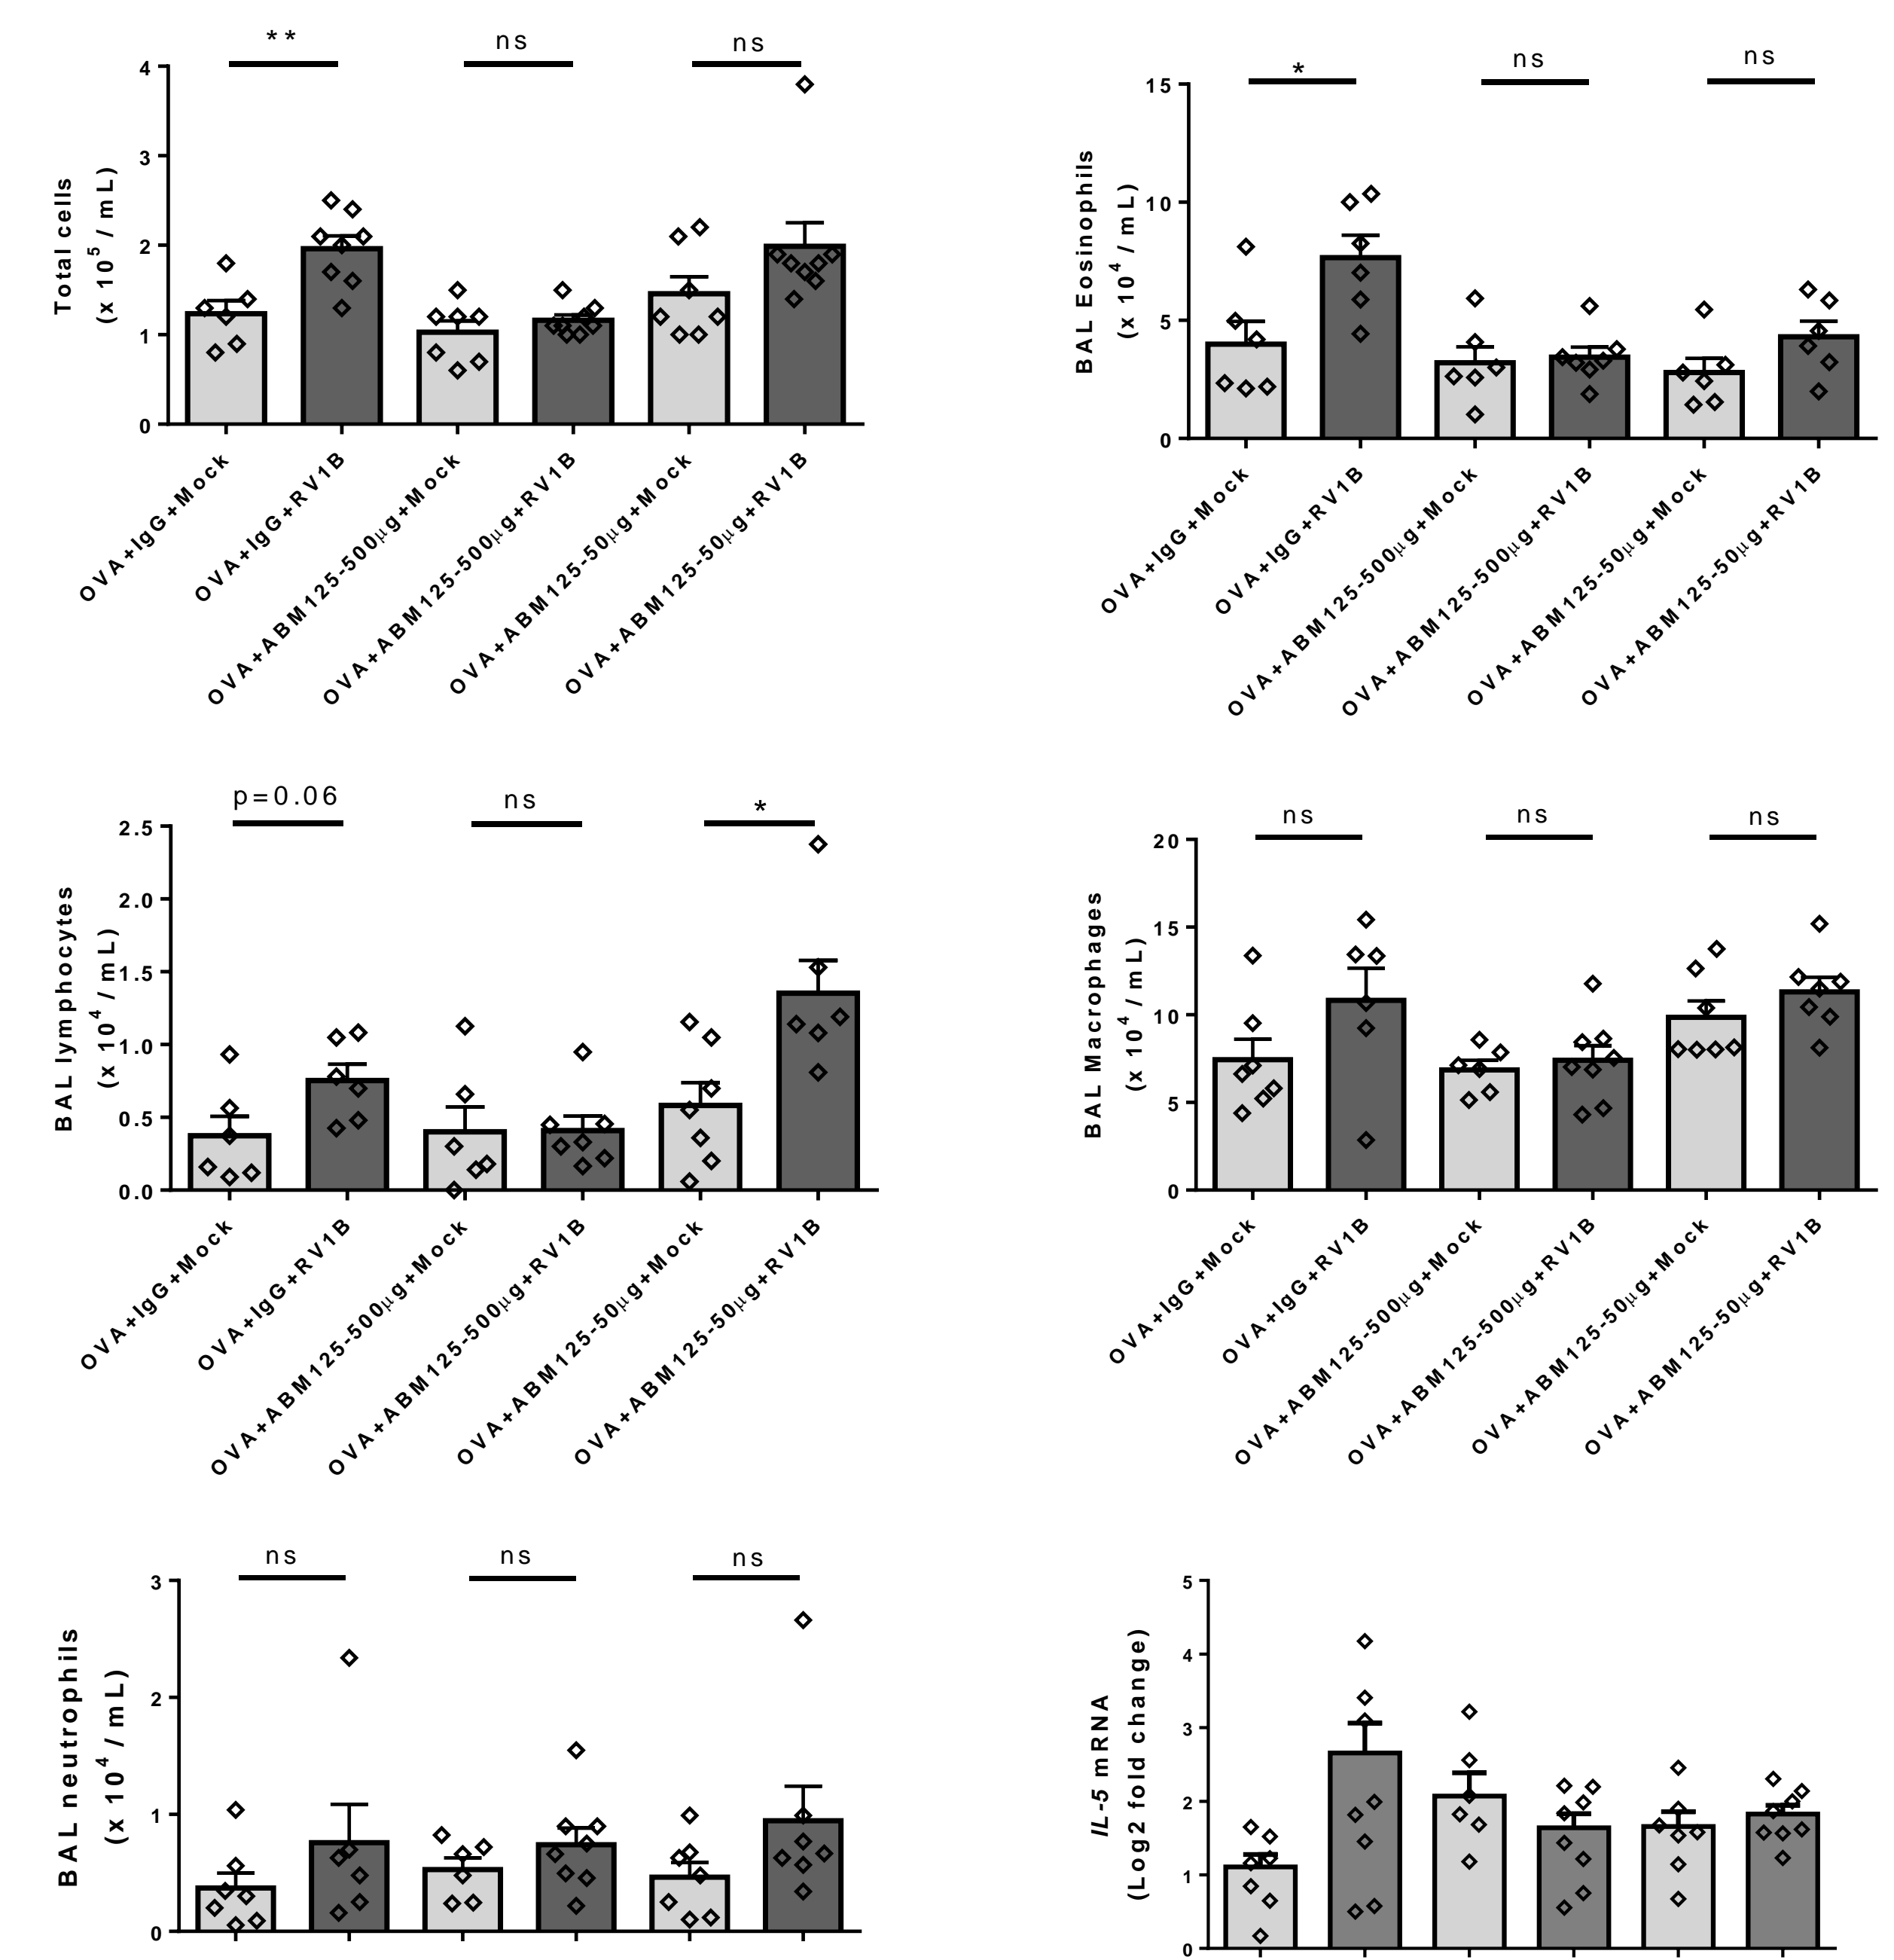 ** ns ns
4
3
2
1
0
Total cells
(x 10⁵ / mL)
OVA+IgG+Mock
OVA+IgG+RV1B
OVA+ABM125-500µg+Mock
OVA+ABM125-500µg+RV1B
OVA+ABM125-50µg+Mock
OVA+ABM125-50µg+RV1B
* ns ns
15
10
5
0
BAL Eosinophils
(x 10⁴ / mL)
OVA+IgG+Mock
OVA+IgG+RV1B
OVA+ABM125-500µg+Mock
OVA+ABM125-500µg+RV1B
OVA+ABM125-50µg+Mock
OVA+ABM125-50µg+RV1B
p=0.06 ns *
2.5
2.0
1.5
1.0
0.5
0.0
BAL lymphocytes
(x 10⁴ / mL)
OVA+IgG+Mock
OVA+IgG+RV1B
OVA+ABM125-500µg+Mock
OVA+ABM125-500µg+RV1B
OVA+ABM125-50µg+Mock
OVA+ABM125-50µg+RV1B
ns ns ns
20
15
10
5
0
BAL Macrophages
(x 10⁴ / mL)
OVA+IgG+Mock
OVA+IgG+RV1B
OVA+ABM125-500µg+Mock
OVA+ABM125-500µg+RV1B
OVA+ABM125-50µg+Mock
OVA+ABM125-50µg+RV1B
ns ns ns
3
2
1
0
BAL neutrophils
(x 10⁴ / mL)
5
4
3
2
1
0
IL-5 mRNA
(Log2 fold change)